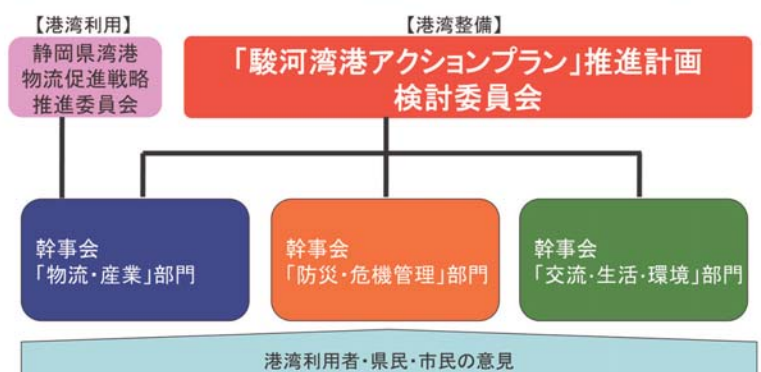 【港湾利用】
静岡県湾港
物流促進戦略
推進委員会
【港湾整備】
「駿河湾港アクションプラン」推進計画
検討委員会
幹事会
「物流・産業」部門
幹事会
「防災・危機管理」部門
幹事会
「交流・生活・環境」部門
港湾利用者・県民・市民の意見